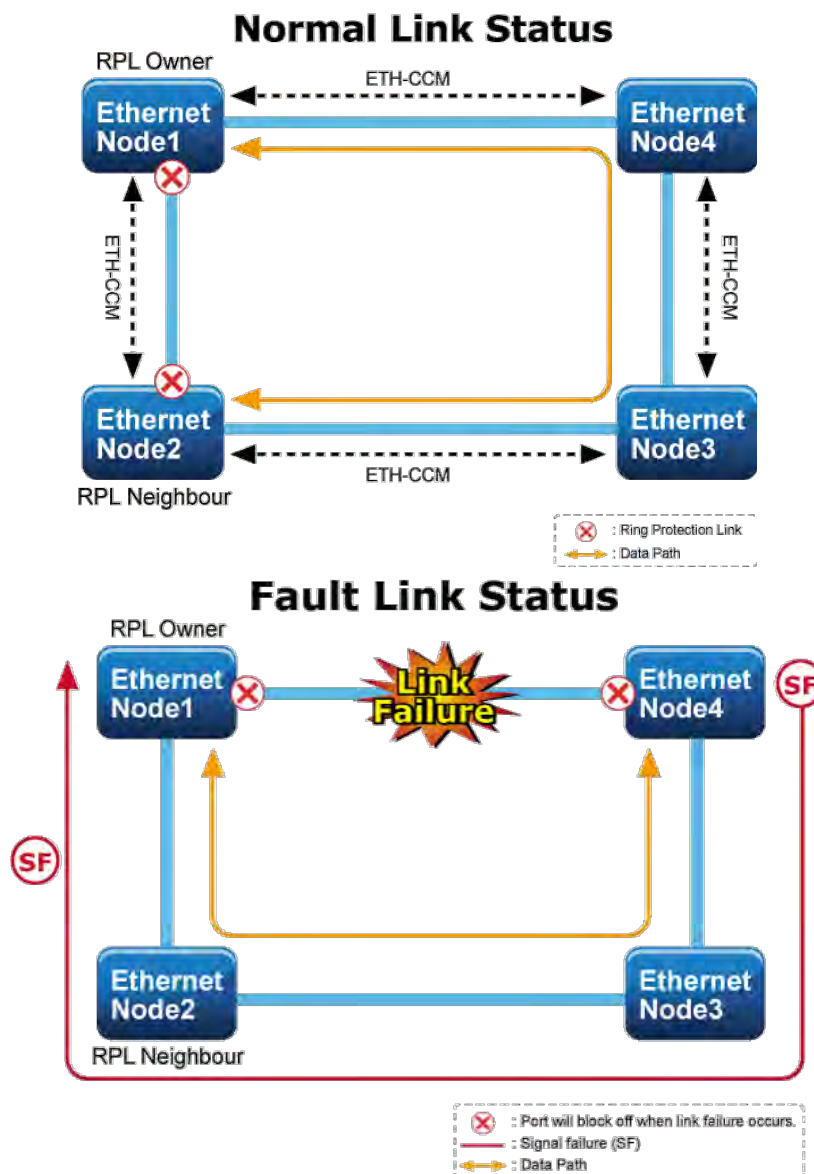 Normal Link Status
RPL Owner
ETH-CCM
Ethernet
Node1
Ethernet
Node4
ETH-CCM
ETH-CCM
Ethernet
Node2
Ethernet
Node3
ETH-CCM
RPL Neighbour
: Ring Protection Link
: Data Path
Fault Link Status
RPL Owner
Ethernet
Node1
Link
Failure
Ethernet
Node4
SF
SF
Ethernet
Node2
Ethernet
Node3
RPL Neighbour
: Port will block off when link failure occurs.
: Signal failure (SF)
: Data Path